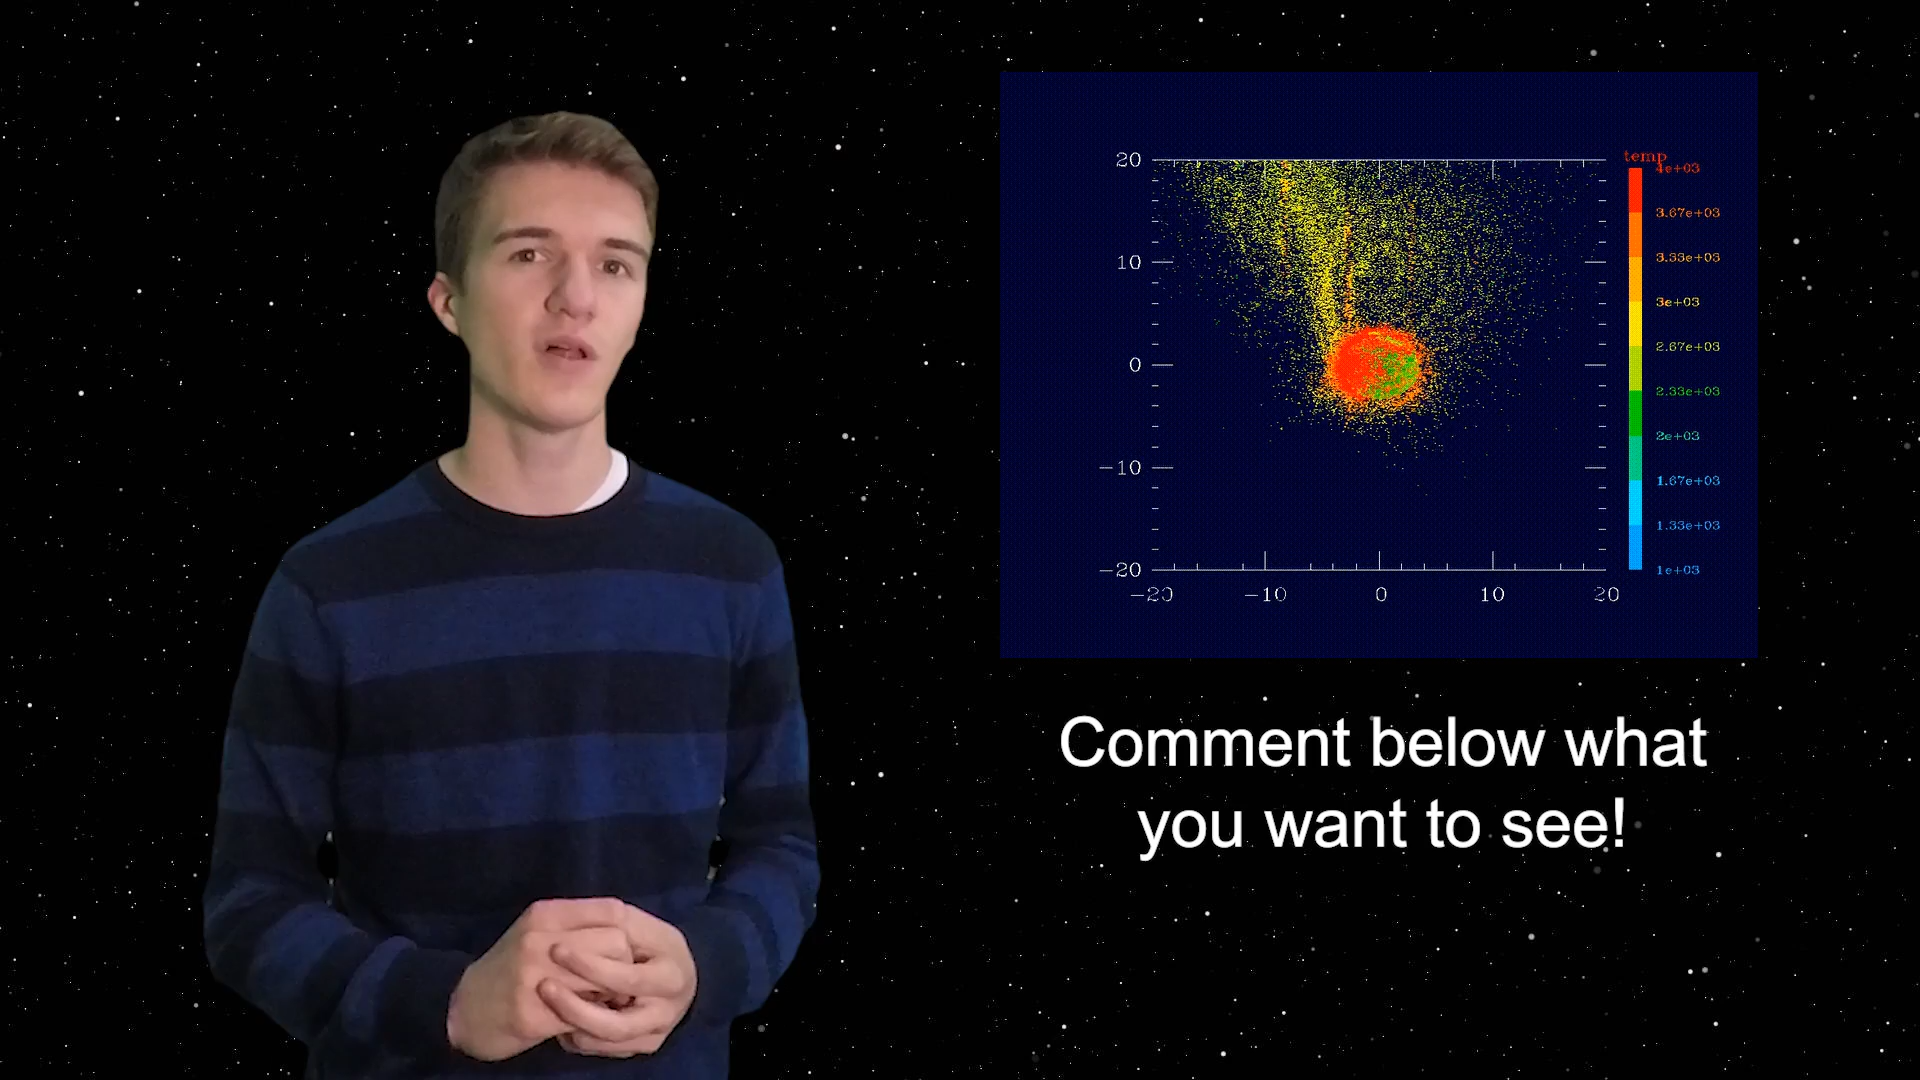 temp
20
4e+03
3.67e+03
3.33e+03
10
3e+03
2.67e+03
0
2.33e+03
2e+03
−10
1.67e+03
1.33e+03
−20
1e+03
−20 −10 0 10 20
Comment below what
you want to see!